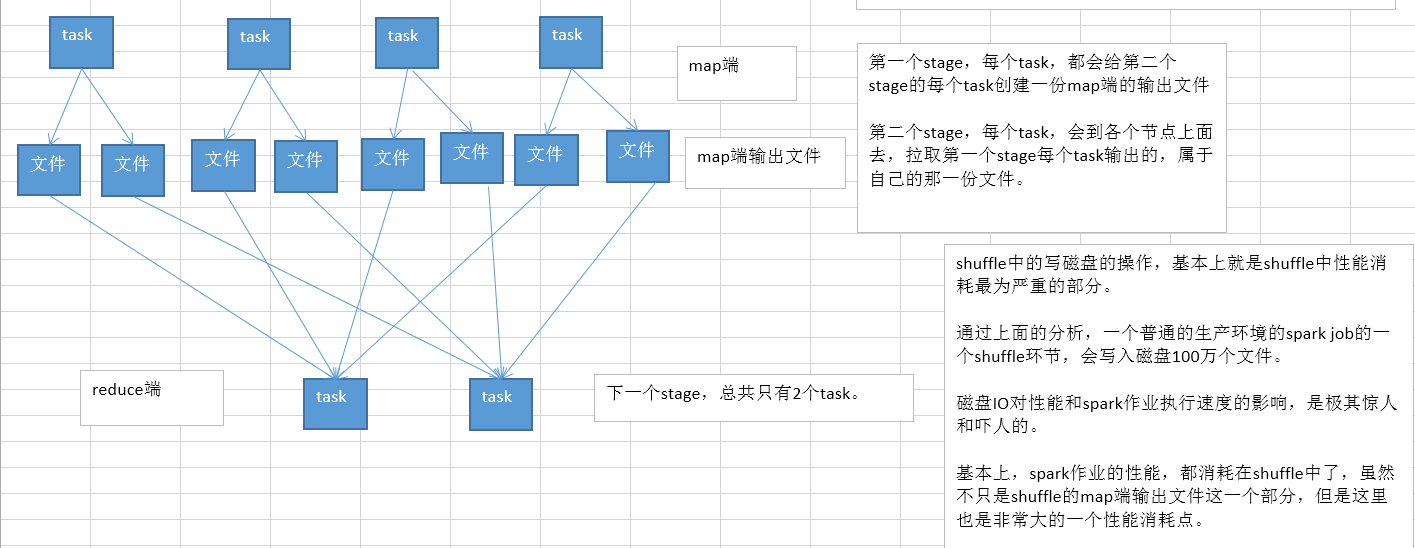 task
task
task
task
map端
文件
文件
文件
文件
文件
文件
文件
文件
map端输出文件
第一个stage，每个task，都会给第二个
stage的每个task创建一份map端的输出文件
第二个stage，每个task，会到各个节点上面
去，拉取第一个stage每个task输出的，属于
自己的那一份文件。
shuffle中的写磁盘的操作，基本上就是shuffle中性能消
耗最为严重的部分。
通过上面的分析，一个普通的生产环境的spark job的一
个shuffle环节，会写入磁盘100万个文件。
磁盘IO对性能和spark作业执行速度的影响，是极其惊人
和吓人的。
基本上，spark作业的性能，都消耗在shuffle中了，虽然
不只是shuffle的map端输出文件这一个部分，但是这里
也是非常大的一个性能消耗点。
reduce端
task
task
下一个stage，总共只有2个task。